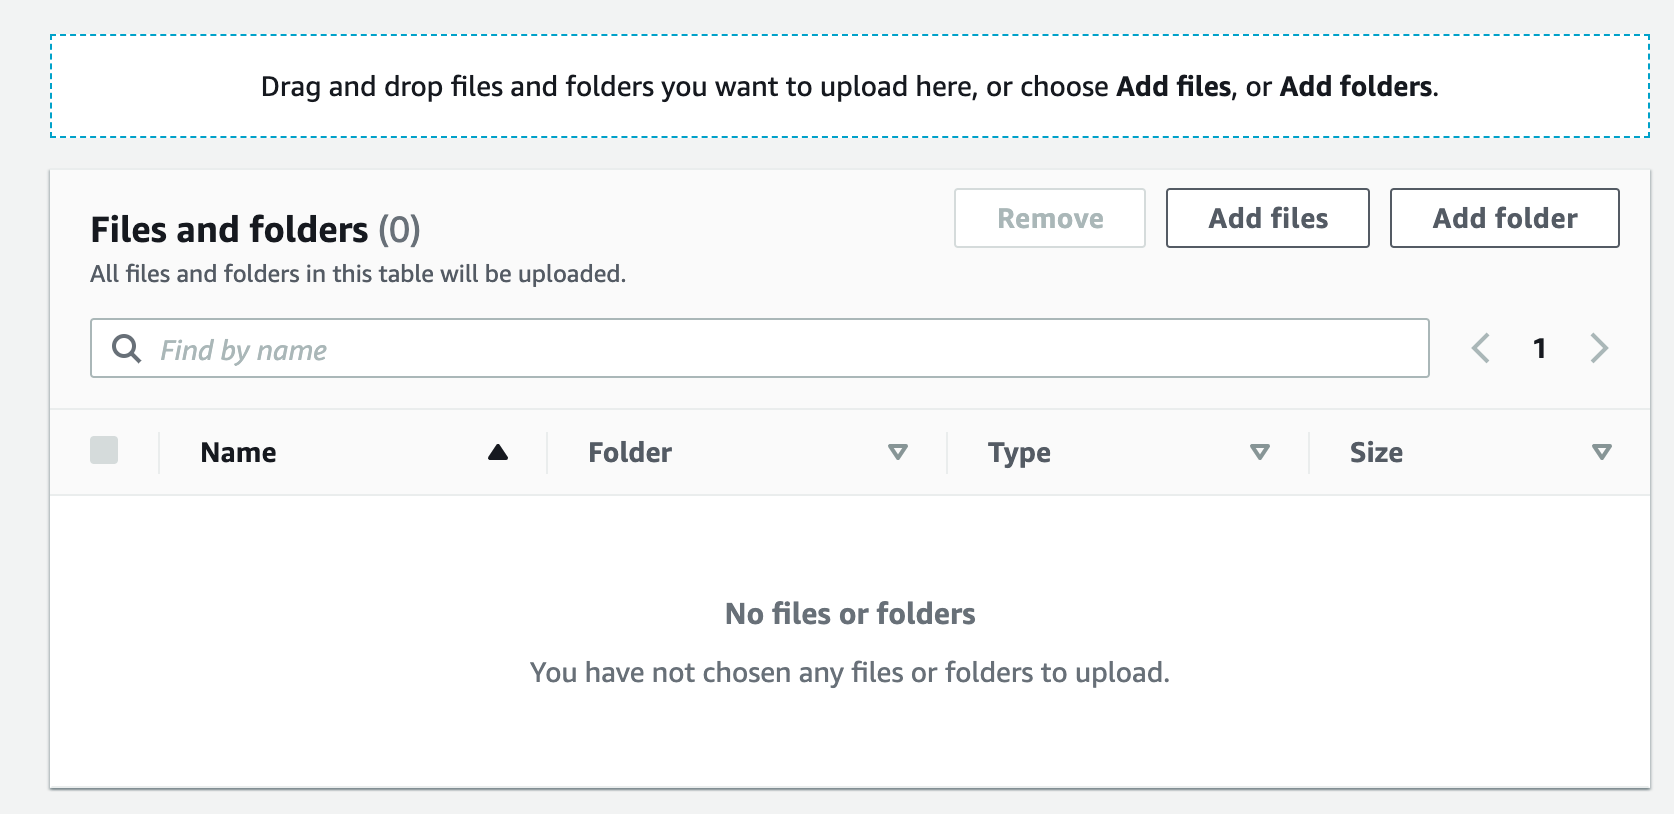 Drag and drop files and folders you want to upload here, or choose Add files, or Add folders.
Files and folders (0)
Remove
Add files
Add folder
All files and folders in this table will be uploaded.
Find by name
1
Name
Folder
Type
Size
No files or folders
You have not chosen any files or folders to upload.